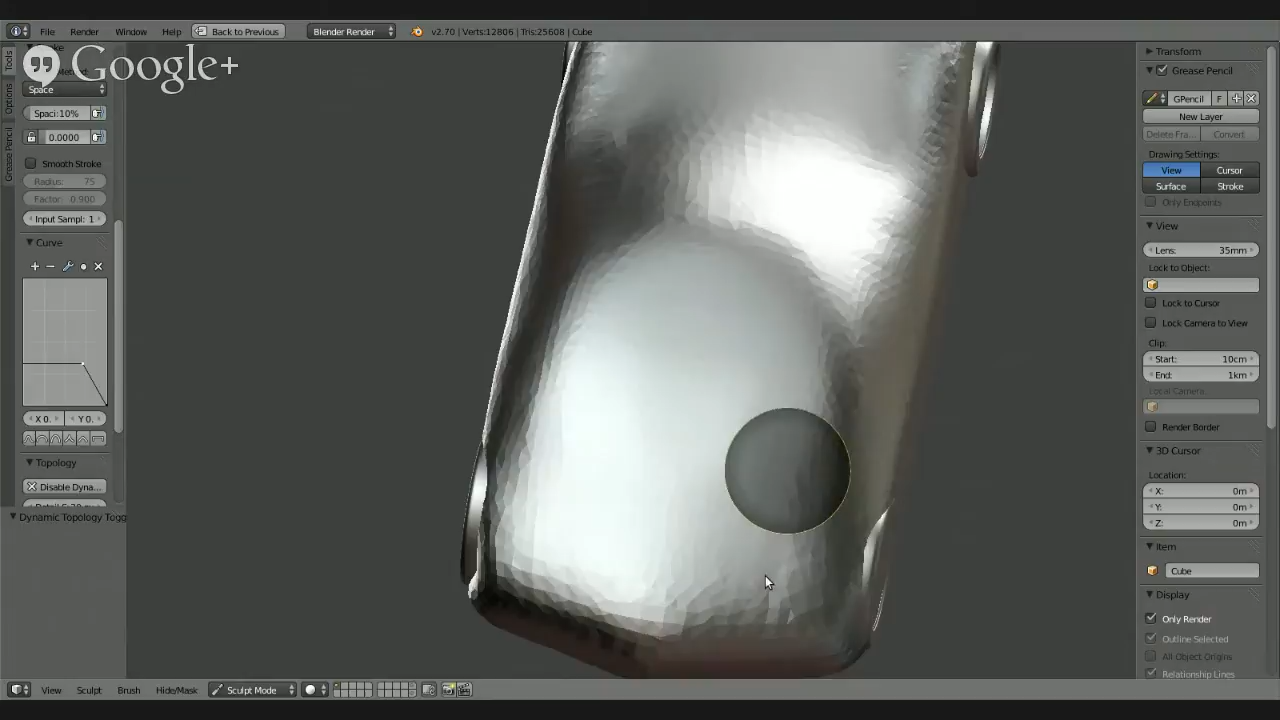 File Render Window Help Back to Previous Blender Render v2.70 | Verts:12806 | Tris:25608 | Cube
Google+
Tools
Options
Grease Pencil
Space
Spaci:10%
0.0000
Smooth Stroke
Radius: 75
Factor: 0.900
Input Sampl: 1
Curve
X 0. Y 0.
Topology
Disable Dyna...
Dynamic Topology Togg
Transform
Grease Pencil
GPencil F
New Layer
Delete Fra... Convert
Drawing Settings:
View Cursor
Surface Stroke
Only Endpoints
View
Lens: 35mm
Lock to Object:
Lock to Cursor
Lock Camera to View
Clip:
Start: 10cm
End: 1km
Local Camera:
Render Border
3D Cursor
Location:
X: 0m
Y: 0m
Z: 0m
Item
Cube
Display
Only Render
Outline Selected
All Object Origins
Relationship Lines
View Sculpt Brush Hide/Mask Sculpt Mode